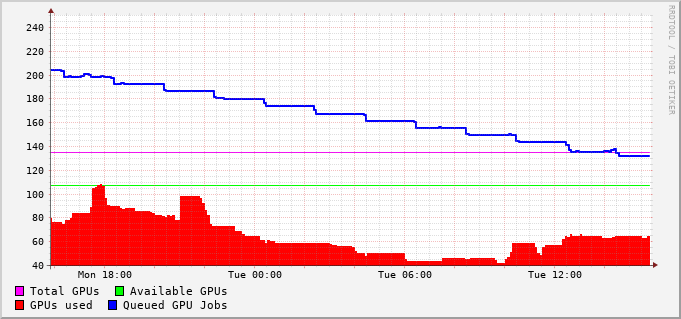 240
220
200
180
160
140
120
100
80
60
40
Mon 18:00 Tue 00:00 Tue 06:00 Tue 12:00
Total GPUs Available GPUs
GPUs used Queued GPU Jobs
RRDTOOL / TOBI OETIKER